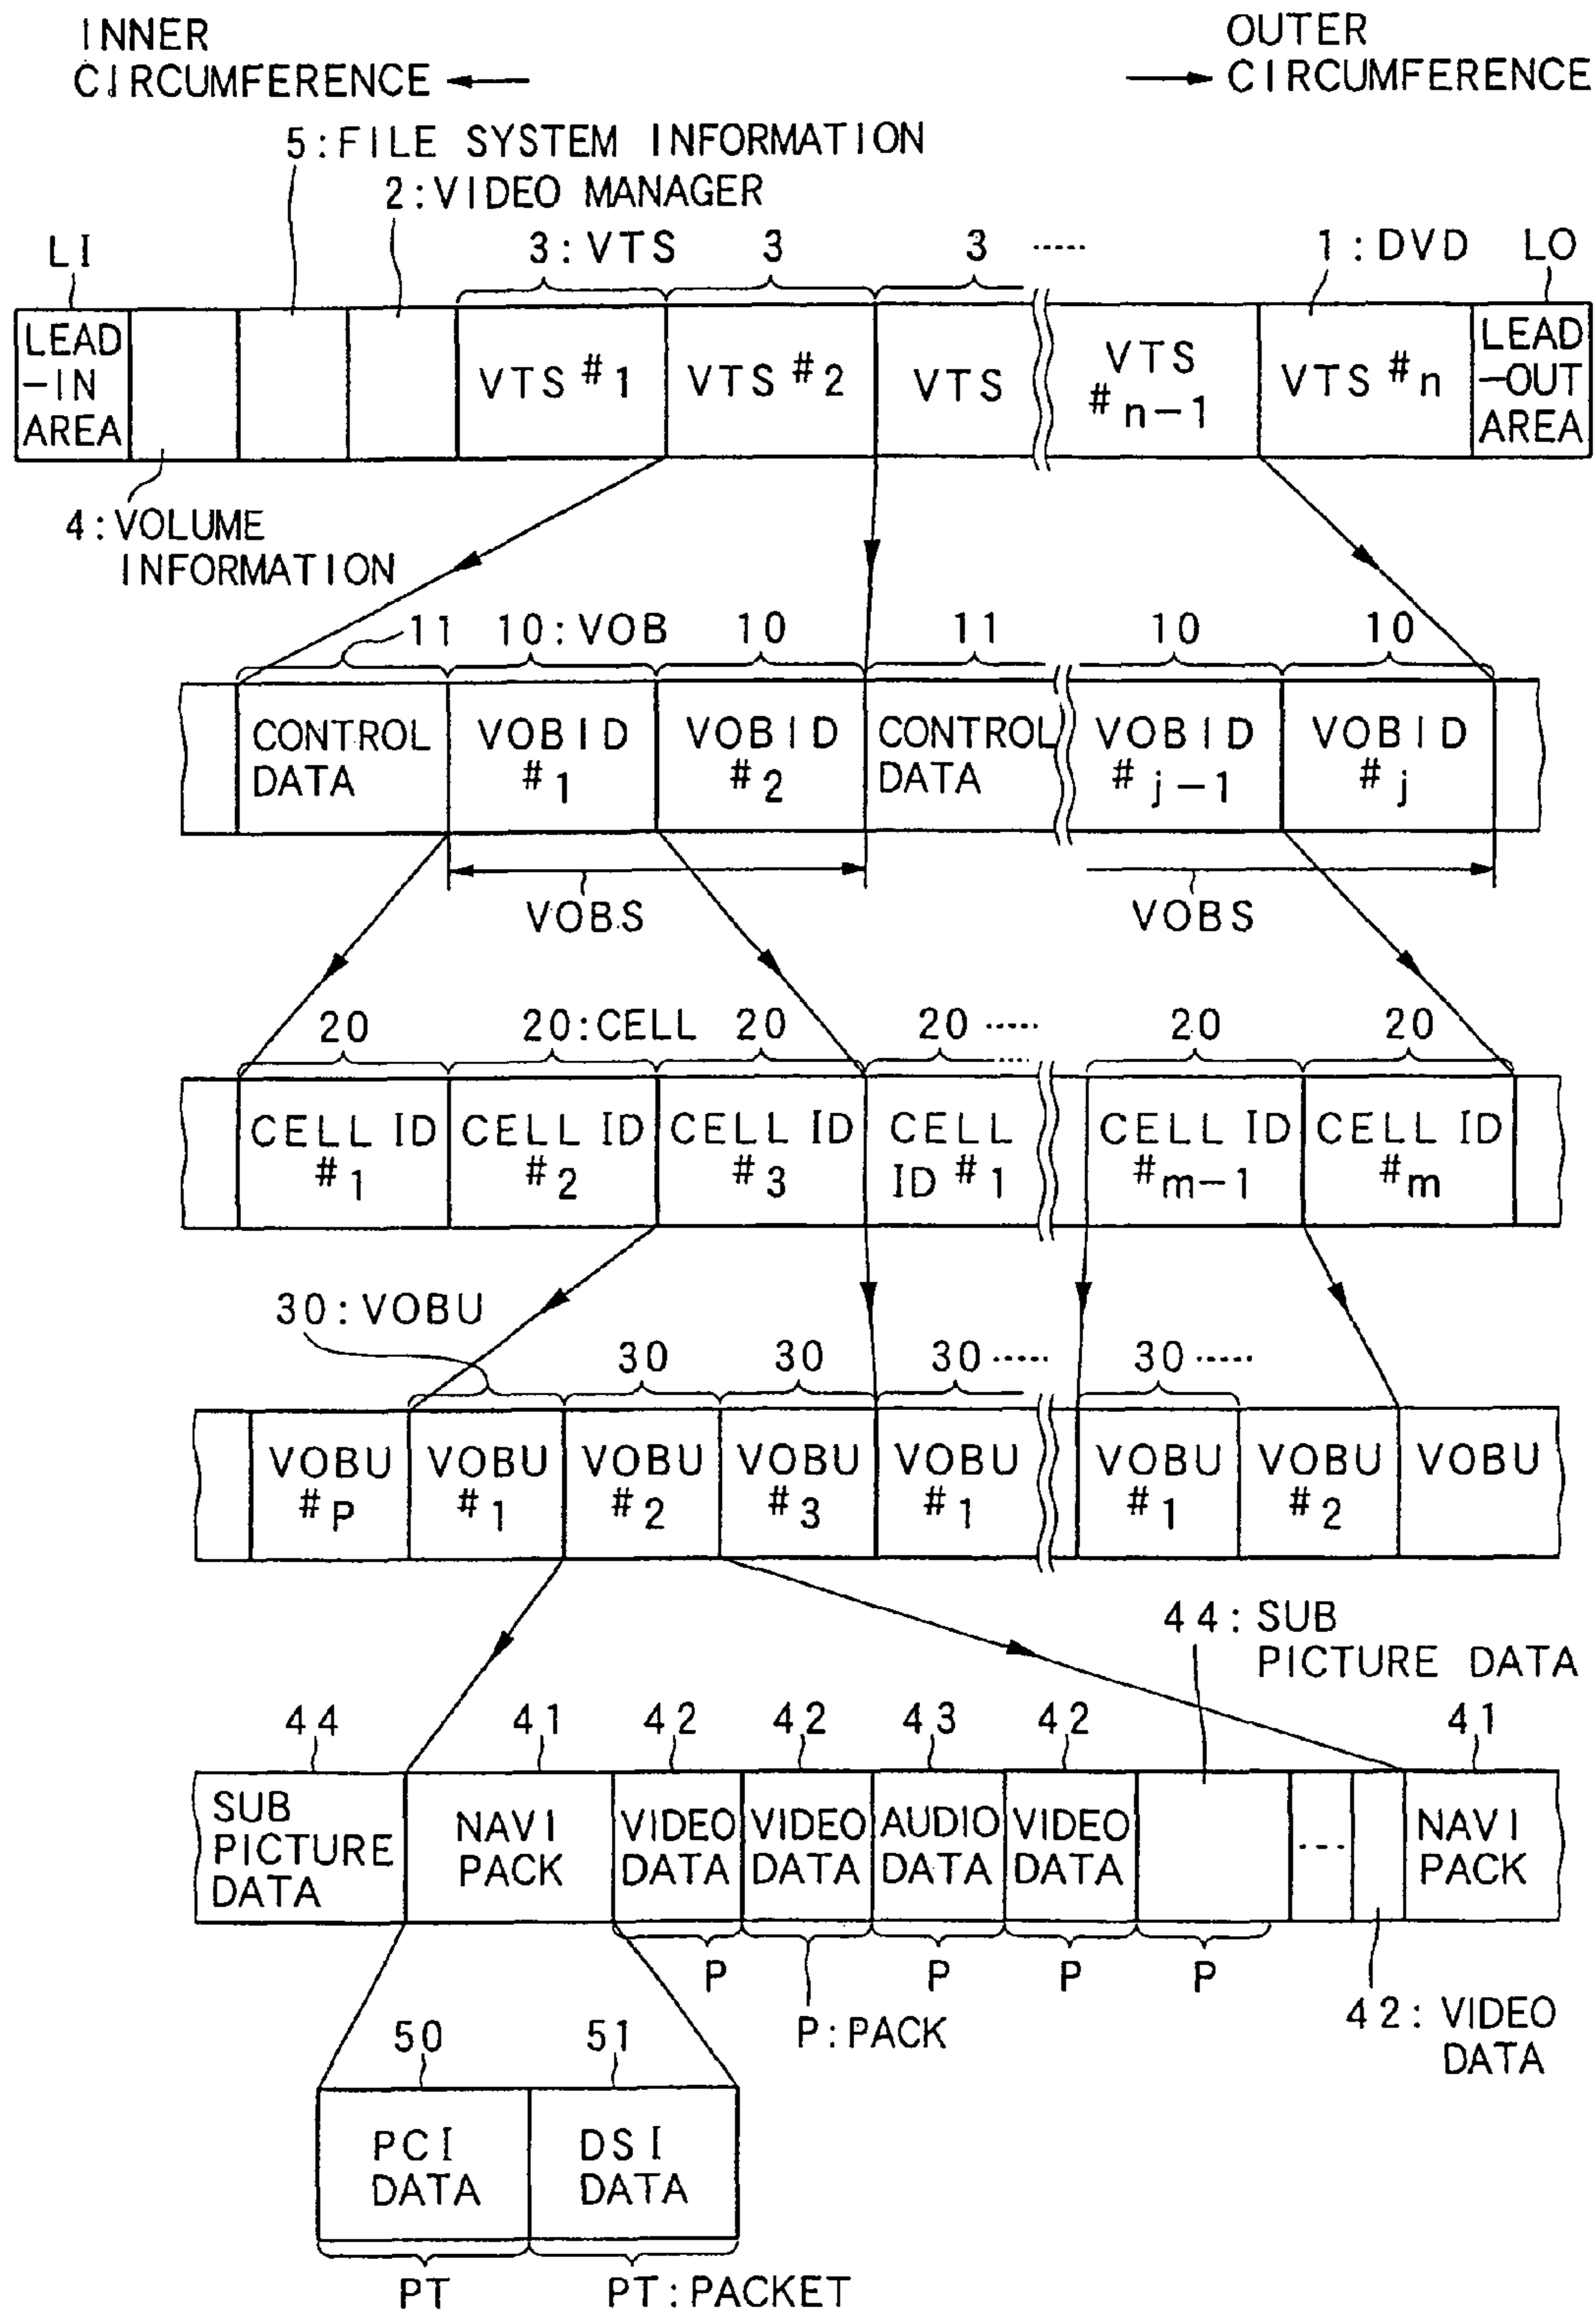 INNER
CIRCUMFERENCE
OUTER
CIRCUMFERENCE
5:FILE SYSTEM INFORMATION
2:VIDEO MANAGER
LI
3:VTS
3
3 .....
1:DVD
LO
LEAD
-IN
AREA
VTS #1
VTS #2
VTS
VTS
#n-1
VTS #n
LEAD
-OUT
AREA
4:VOLUME
INFORMATION
11
10:VOB
10
11
10
10
CONTROL
DATA
VOBID
#1
VOBID
#2
CONTROL
DATA
VOBID
#j-1
VOBID
#j
VOBS
VOBS
20
20:CELL
20
20 .....
....
20
20
CELL ID
#1
CELL ID
#2
CELL ID
#3
CELL
ID #1
CELL ID
#m-1
CELL ID
#m
30:VOBU
30
30
30 .....
30 .....
VOBU
#P
VOBU
#1
VOBU
#2
VOBU
#3
VOBU
#1
VOBU
#1
VOBU
#2
VOBU
44:SUB
PICTURE DATA
44
41
42
42
43
42
41
SUB
PICTURE
DATA
NAVI
PACK
VIDEO
DATA
VIDEO
DATA
AUDIO
DATA
VIDEO
DATA
....
NAVI
PACK
P
P:PACK
P
P
P
42:VIDEO
DATA
50
51
PCI
DATA
DSI
DATA
PT
PT:PACKET